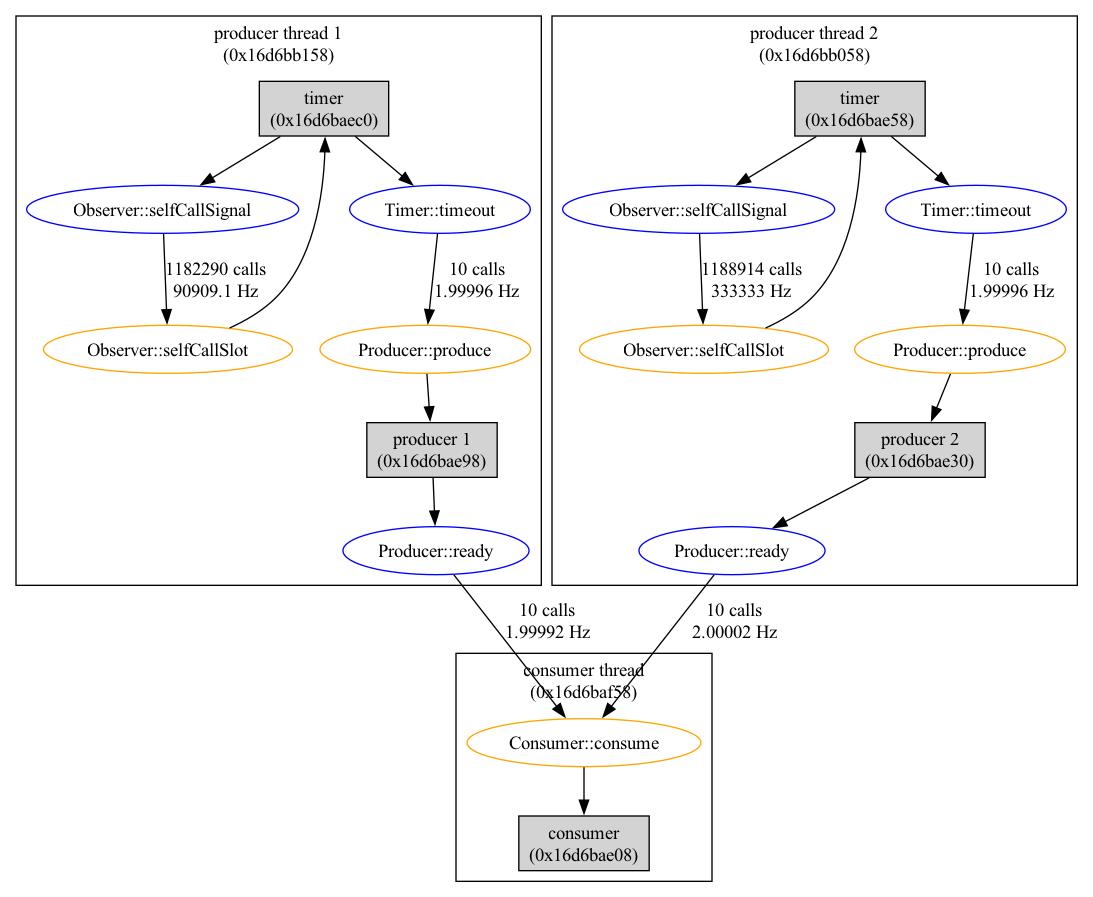 producer thread 1
(0x16d6bb158)
timer
(0x16d6baec0)
Observer::selfCallSignal
Timer::timeout
1182290 calls
90909.1 Hz
10 calls
1.99996 Hz
Observer::selfCallSlot
Producer::produce
producer 1
(0x16d6bae98)
Producer::ready
producer thread 2
(0x16d6bb058)
timer
(0x16d6bae58)
Observer::selfCallSignal
Timer::timeout
1188914 calls
333333 Hz
10 calls
1.99996 Hz
Observer::selfCallSlot
Producer::produce
producer 2
(0x16d6bae30)
Producer::ready
10 calls
1.99992 Hz
10 calls
2.00002 Hz
consumer thread
(0x16d6baf58)
Consumer::consume
consumer
(0x16d6bae08)